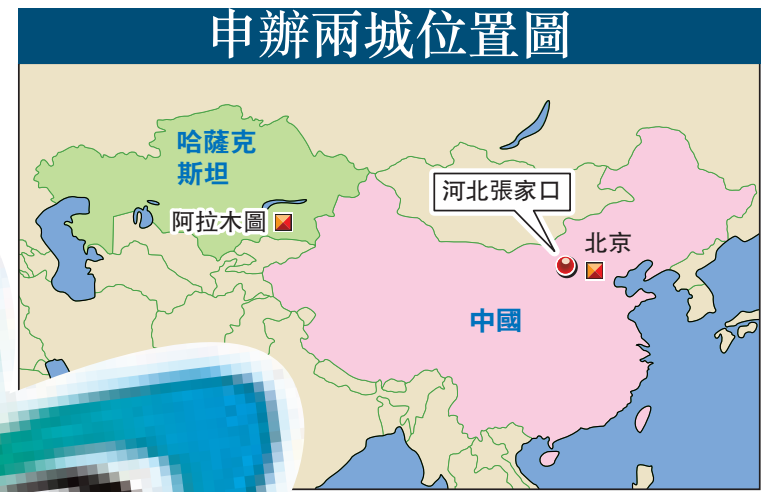 申辦兩城位置圖
哈薩克
斯坦
阿拉木圖
河北張家口
北京
中國